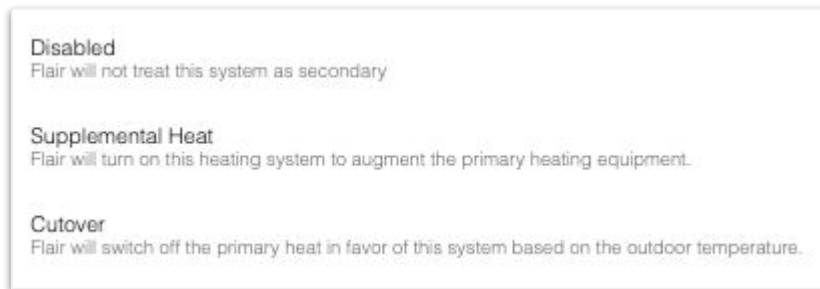 Disabled
Flair will not treat this system as secondary
Supplemental Heat
Flair will turn on this heating system to augment the primary heating equipment.
Cutover
Flair will switch off the primary heat in favor of this system based on the outdoor temperature.